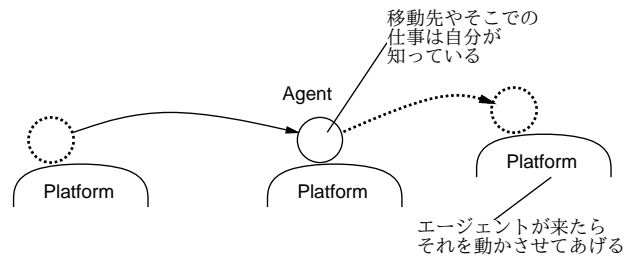 移動先やそこでの
仕事は自分が
知っている
Agent
Platform
Platform
Platform
エージェントが来たら
それを動かさせてあげる